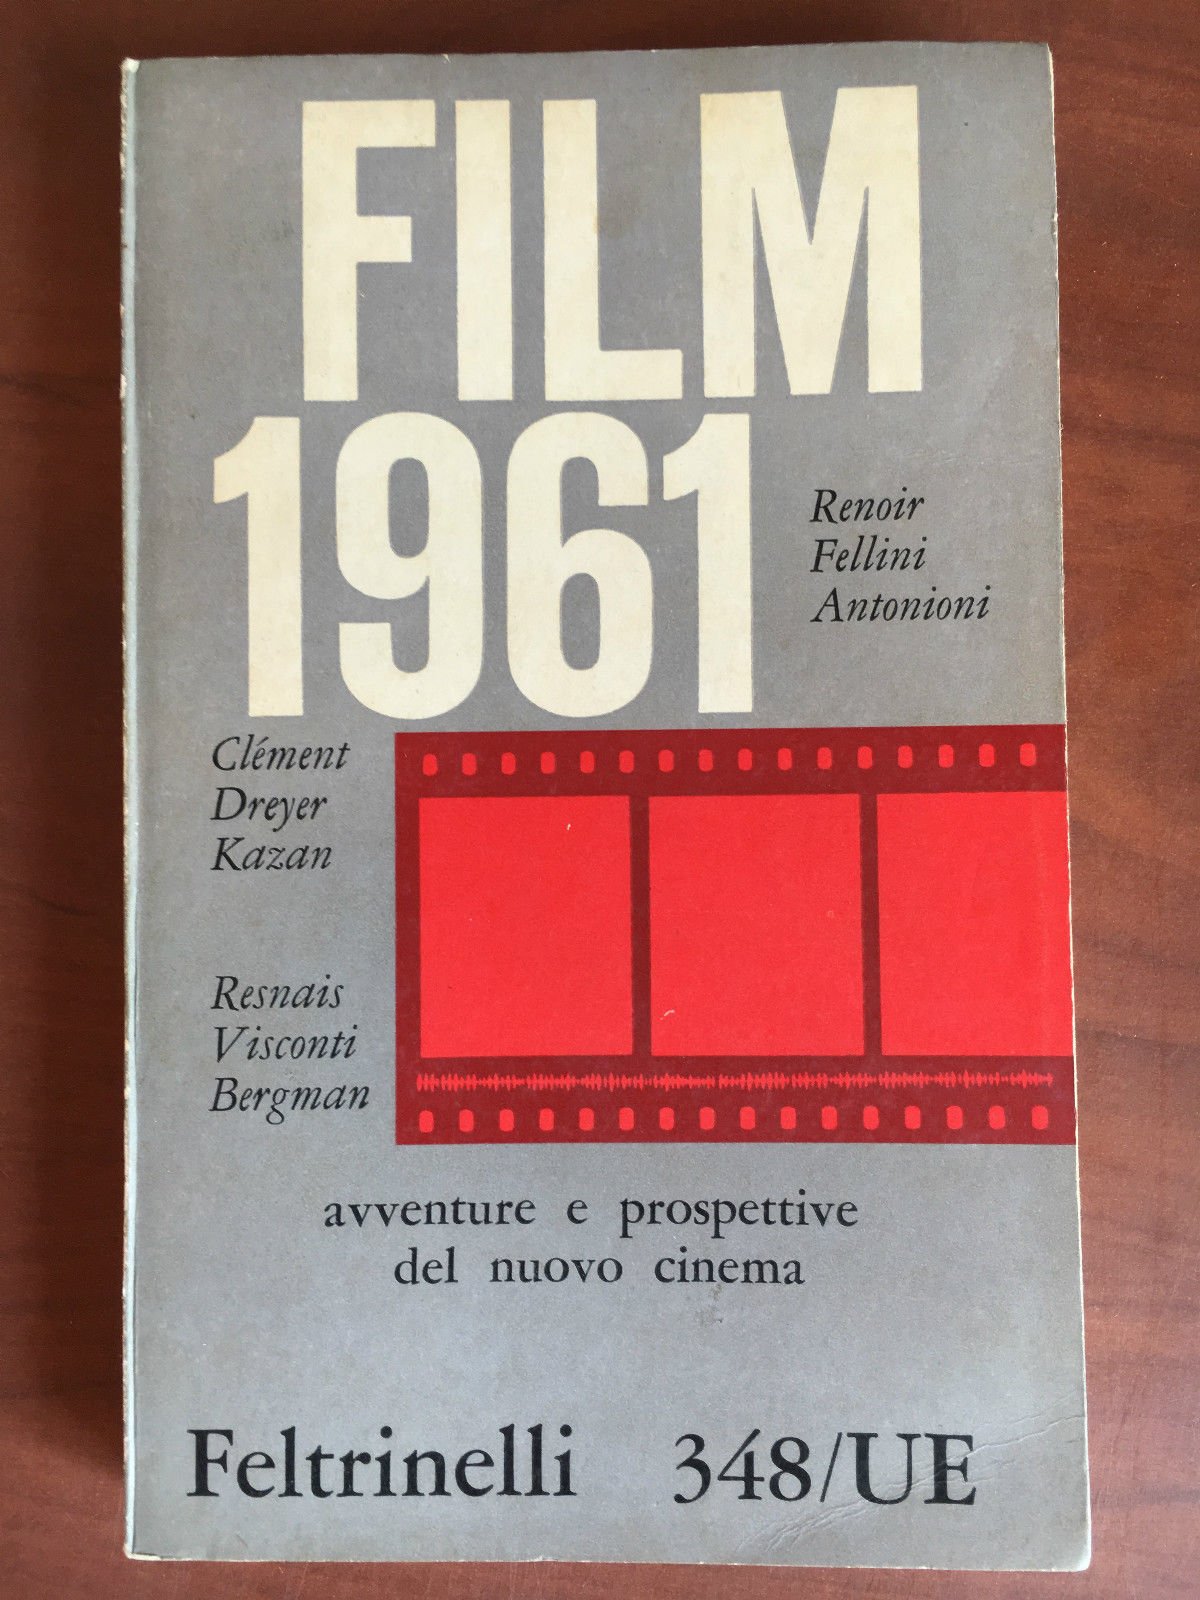 FILM
1961
Renoir
Fellini
Antonioni
Clément
Dreyer
Kazan
Resnais
Visconti
Bergman
avventure e prospettive
del nuovo cinema
Feltrinelli 348/UE